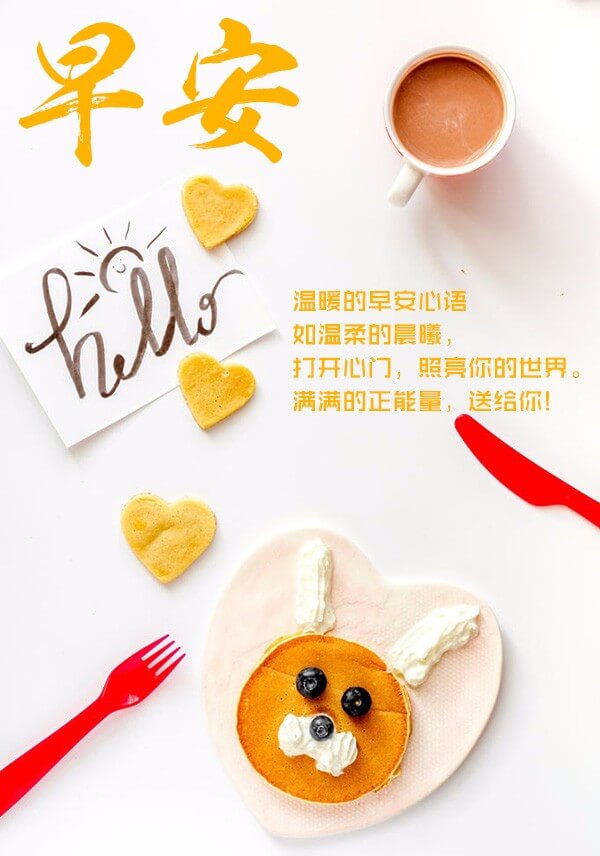 早安
hello
温暖的早安心语
如温柔的晨曦，
打开心门，照亮你的世界。
满满的正能量，送给你!